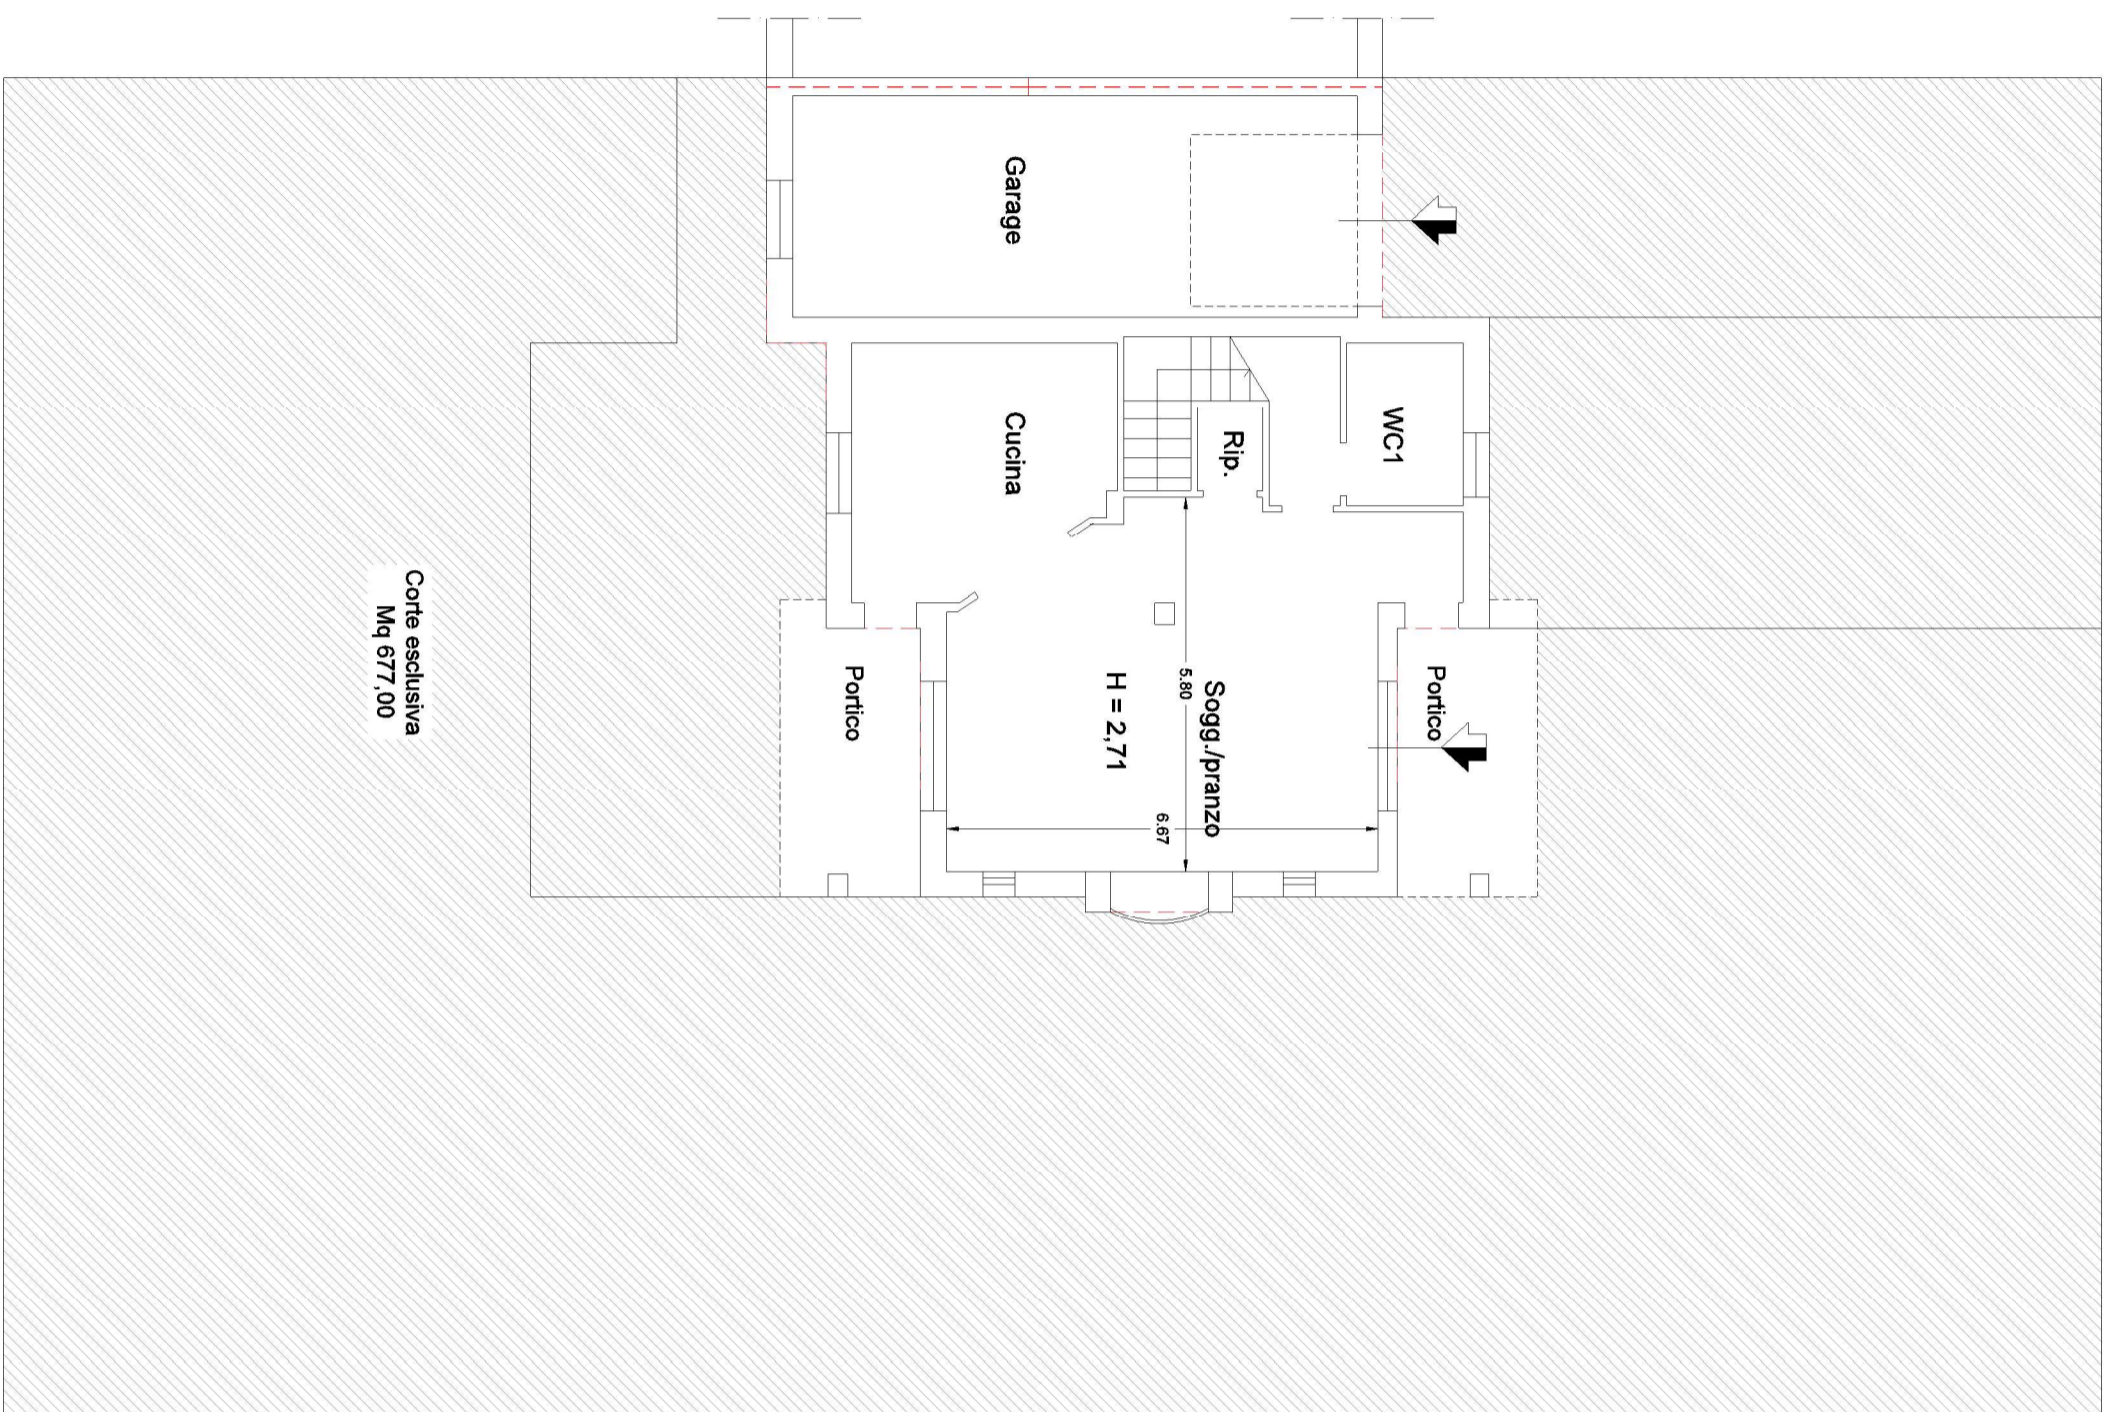 Garage
WC1
Rip.
Cucina
Portico
Sogg./pranzo
5.80
H = 2,71
6.67
Portico
Corte esclusiva
Mq 677,00